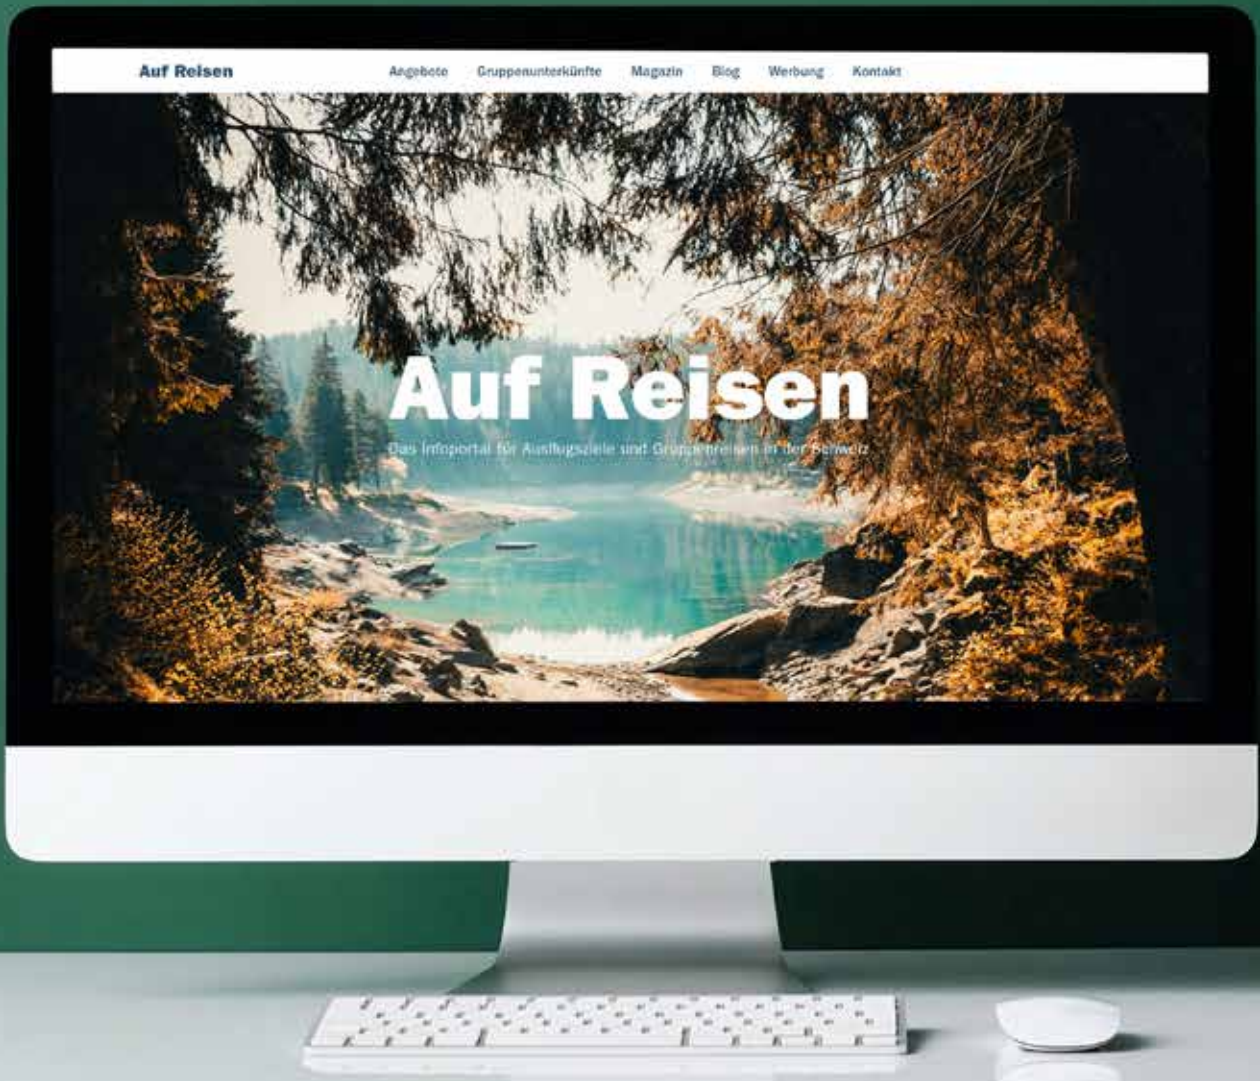 Auf Reisen
Angebote Gruppenunterkünfte Magazin Blog Werbung Kontakt
Auf Reisen
Das Infoportal für Ausflugsziele und Gruppenreisen in der Schweiz